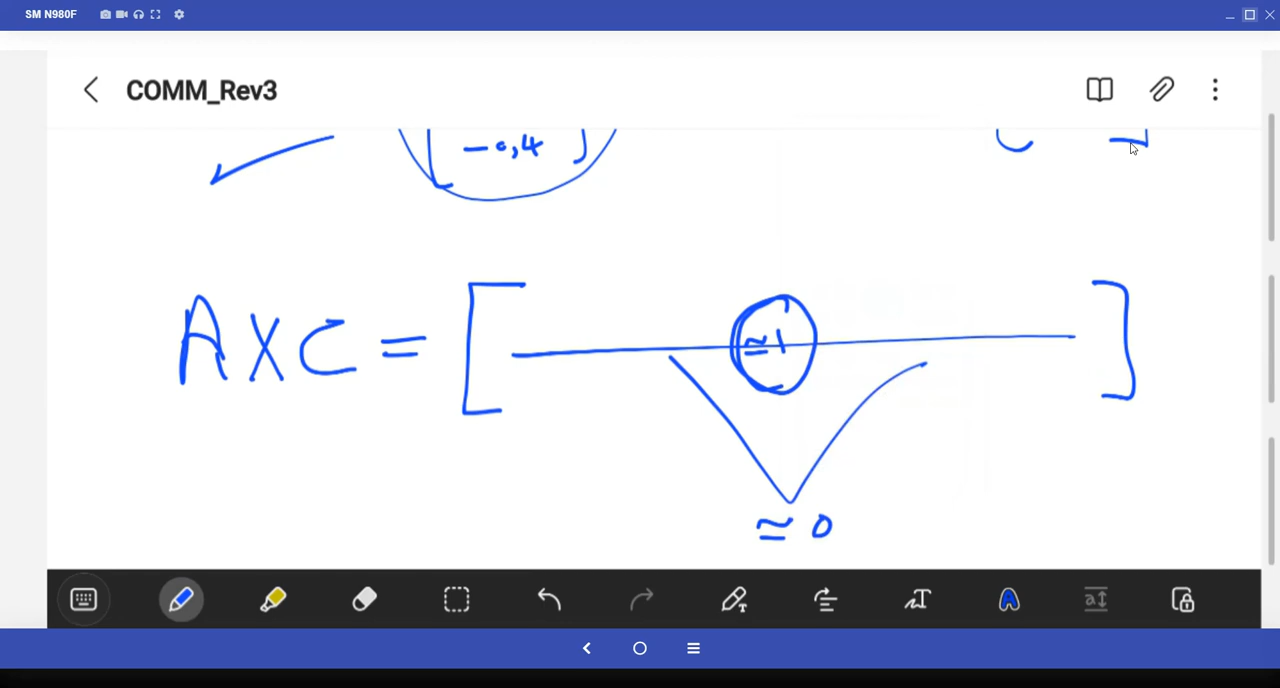 SM N980F
COMM_Rev3
-0,4
AXC = [ ≃1 ]
≃ 0